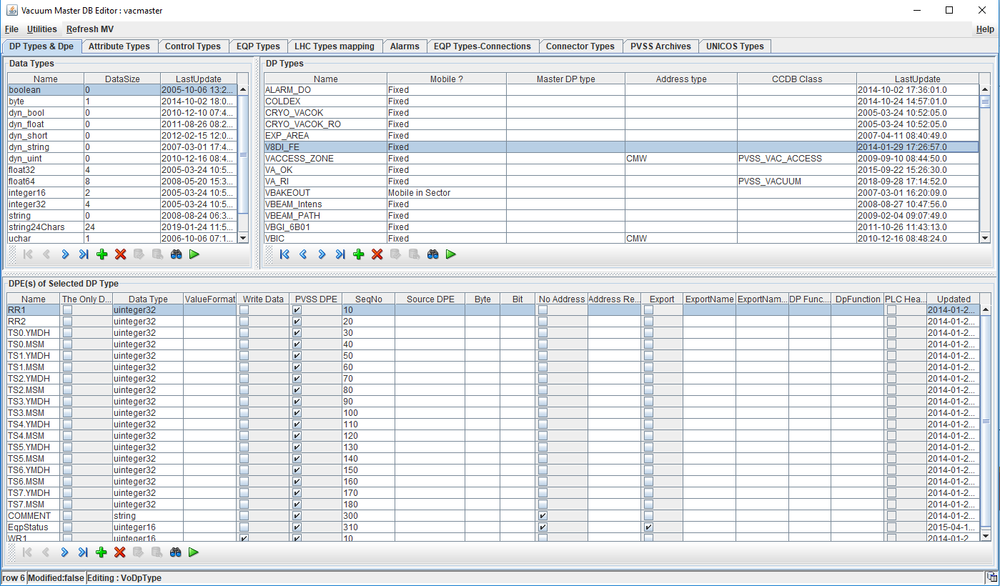 Vacuum Master DB Editor : vacmaster
File Utilities Refresh MV Help
DP Types & Dpe Attribute Types Control Types EQP Types LHC Types mapping Alarms EQP Types-Connections Connector Types PVSS Archives UNICOS Types
Data Types
Name DataSize LastUpdate
boolean 0 2005-10-06 13:2...
byte 1 2014-10-02 18:0...
dyn_bool 0 2010-12-10 07:4...
dyn_float 0 2011-08-26 08:2...
dyn_short 0 2012-02-15 12:0...
dyn_string 0 2007-03-01 17:4...
dyn_uint 0 2010-12-16 08:4...
float32 4 2005-03-24 10:5...
float64 8 2008-05-20 15:3...
integer16 2 2005-03-24 10:5...
integer32 4 2005-03-24 10:5...
string 0 2008-08-24 06:3...
string24Chars 24 2019-01-24 11:5...
uchar 1 2006-10-06 07:1...
DP Types
Name Mobile ? Master DP type Address type CCDB Class LastUpdate
ALARM_DO Fixed 2014-10-02 17:36:01.0
COLDEX Fixed 2014-10-24 14:57:01.0
CRYO_VACOK Fixed 2005-03-24 10:52:05.0
CRYO_VACOK_RO Fixed 2005-03-24 10:52:05.0
EXP_AREA Fixed 2007-04-11 08:40:49.0
V8DI_FE Fixed 2014-01-29 17:26:57.0
VACCESS_ZONE Fixed CMW PVSS_VAC_ACCESS 2009-09-10 08:44:50.0
VA_OK Fixed 2015-09-22 15:26:30.0
VA_RI Fixed PVSS_VACUUM 2018-09-28 17:14:52.0
VBAKEOUT Mobile in Sector 2007-03-01 16:20:09.0
VBEAM_Intens Fixed 2008-08-27 10:47:56.0
VBEAM_PATH Fixed 2009-02-04 09:07:49.0
VBGI_6B01 Fixed 2011-10-26 11:43:13.0
VBIC Fixed CMW 2010-12-16 08:48:24.0
DPE(s) of Selected DP Type
Name The Only D... Data Type ValueFormat Write Data PVSS DPE SeqNo Source DPE Byte Bit No Address Address Re... Export ExportName ExportNam... DP Func... DpFunction PLC Hea... Updated
RR1 uinteger32 10 2014-01-2...
RR2 uinteger32 20 2014-01-2...
TS0.YMDH uinteger32 30 2014-01-2...
TS0.MSM uinteger32 40 2014-01-2...
TS1.YMDH uinteger32 50 2014-01-2...
TS1.MSM uinteger32 60 2014-01-2...
TS2.YMDH uinteger32 70 2014-01-2...
TS2.MSM uinteger32 80 2014-01-2...
TS3.YMDH uinteger32 90 2014-01-2...
TS3.MSM uinteger32 100 2014-01-2...
TS4.YMDH uinteger32 110 2014-01-2...
TS4.MSM uinteger32 120 2014-01-2...
TS5.YMDH uinteger32 130 2014-01-2...
TS5.MSM uinteger32 140 2014-01-2...
TS6.YMDH uinteger32 150 2014-01-2...
TS6.MSM uinteger32 160 2014-01-2...
TS7.YMDH uinteger32 170 2014-01-2...
TS7.MSM uinteger32 180 2014-01-2...
COMMENT string 300 2014-01-2...
EqpStatus uinteger16 310 2015-04-1...
WR1 uinteger16 10 2014-01-2...
row 6 Modified:false Editing : VoDpType